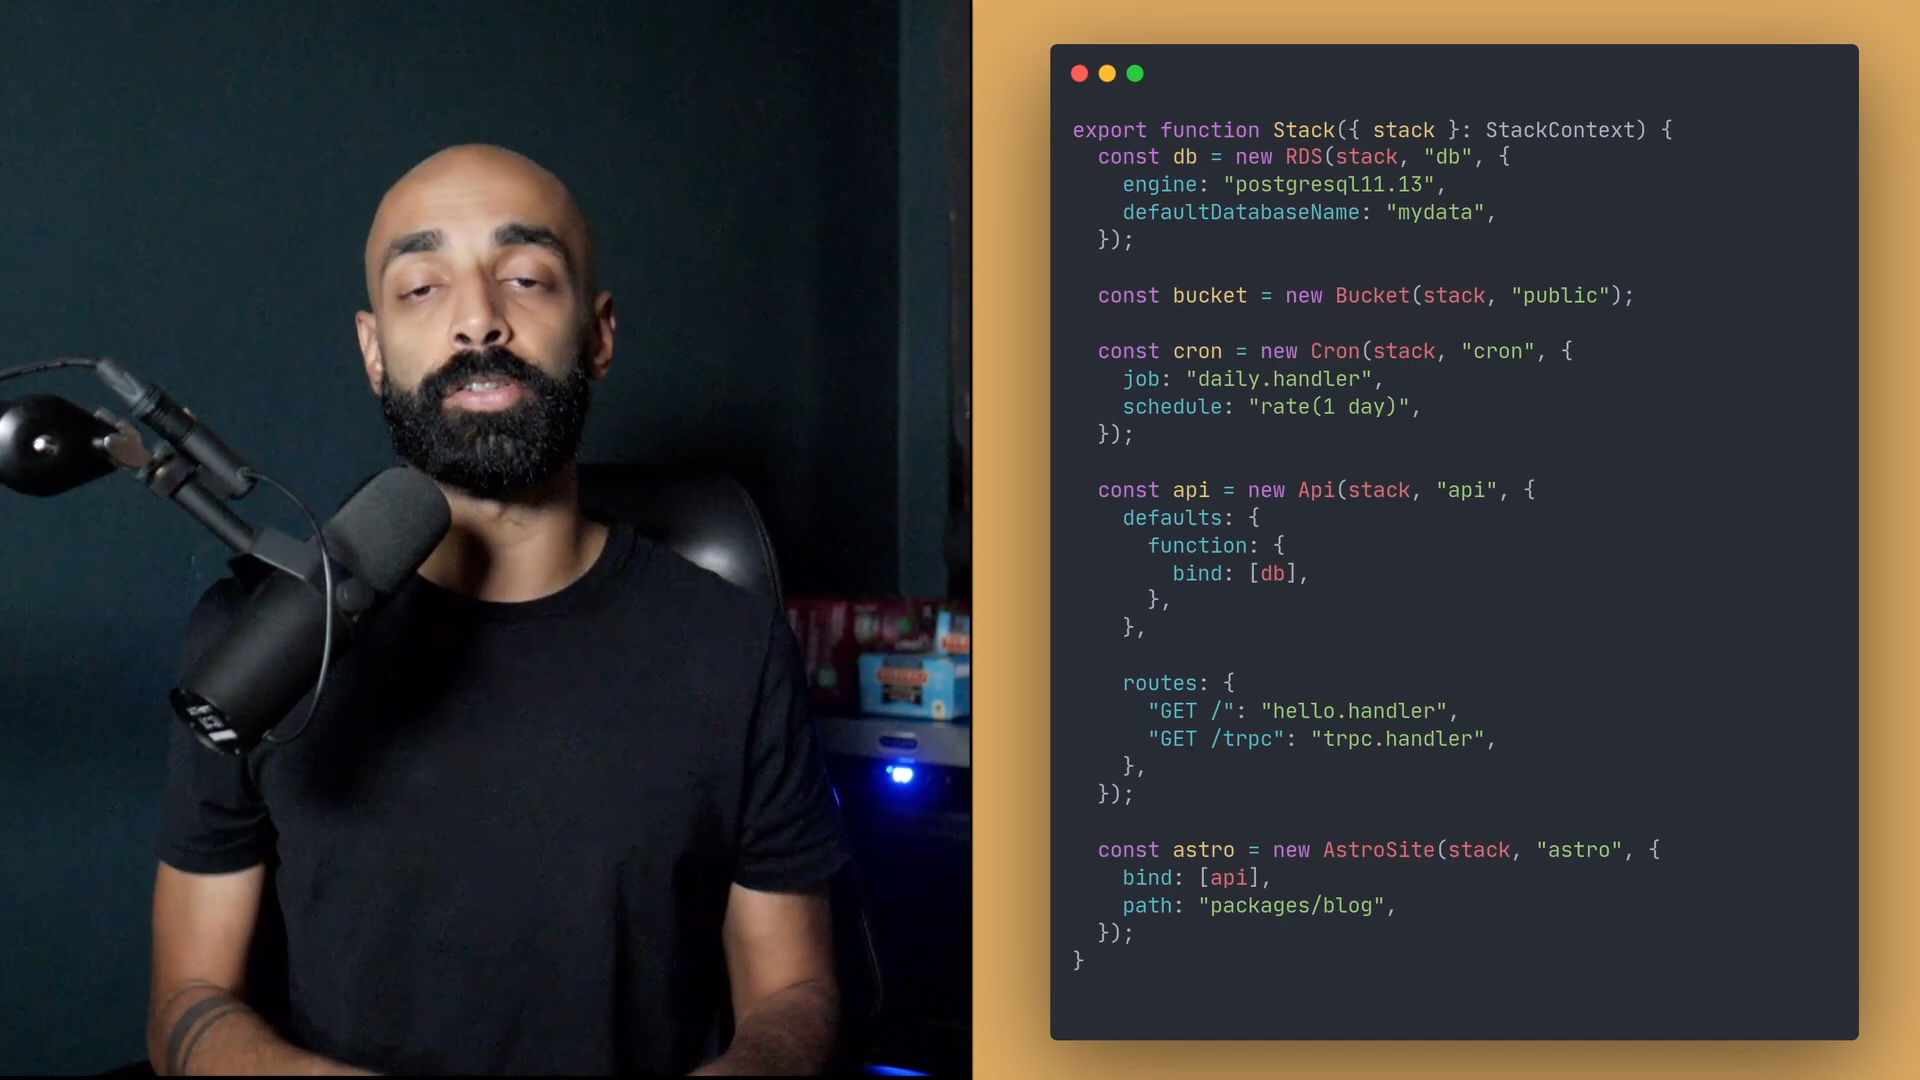 export function Stack({ stack }: StackContext) {
  const db = new RDS(stack, "db", {
    engine: "postgresql11.13",
    defaultDatabaseName: "mydata",
  });

  const bucket = new Bucket(stack, "public");

  const cron = new Cron(stack, "cron", {
    job: "daily.handler",
    schedule: "rate(1 day)",
  });

  const api = new Api(stack, "api", {
    defaults: {
      function: {
        bind: [db],
      },
    },

    routes: {
      "GET /": "hello.handler",
      "GET /trpc": "trpc.handler",
    },
  });

  const astro = new AstroSite(stack, "astro", {
    bind: [api],
    path: "packages/blog",
  });
}